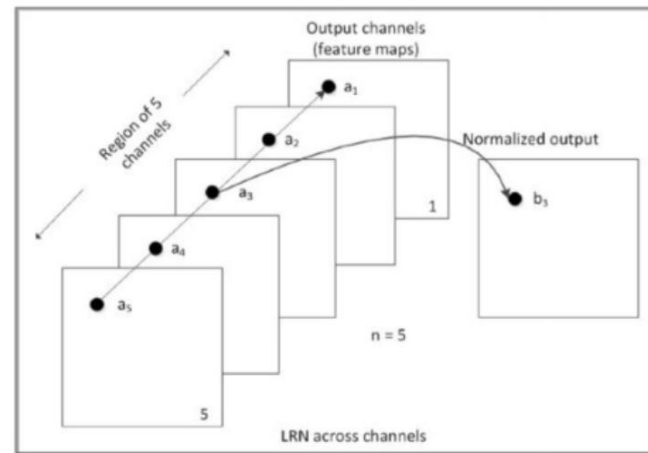 Output channels
(feature maps)
Region of 5
channels
a₁
a₂
Normalized output
a₃
1
b₃
a₄
a₅
n = 5
5
LRN across channels